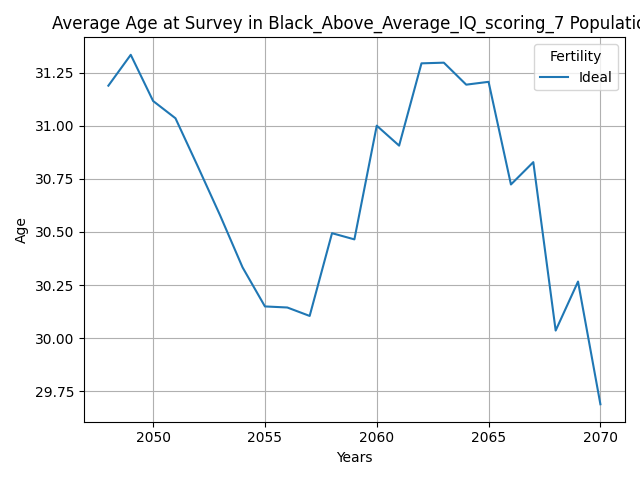 Average Age at Survey in Black_Above_Average_IQ_scoring_7 Populatio
Fertility
Ideal
31.25
31.00
30.75
30.50
30.25
30.00
29.75
Age
2050 2055 2060 2065 2070
Years